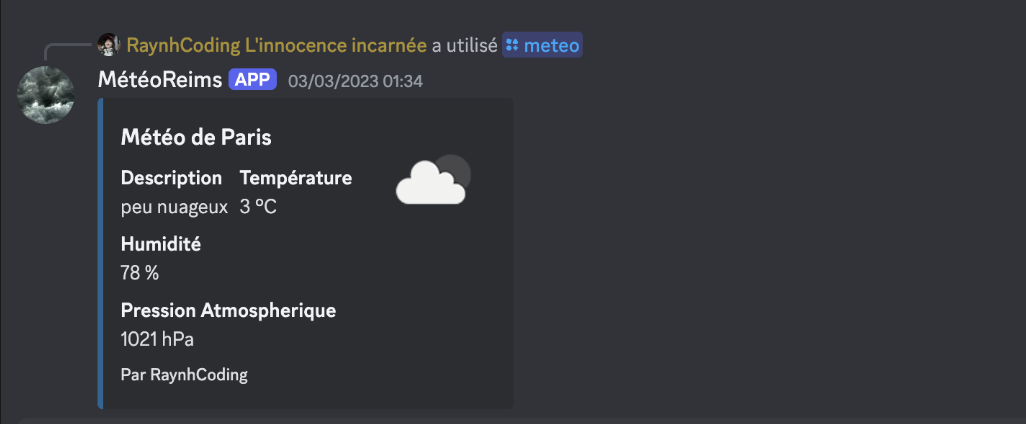 RaynhCoding L'innocence incarnée a utilisé meteo
MétéoReims APP 03/03/2023 01:34
Météo de Paris
Description Température
peu nuageux 3 °C
Humidité
78 %
Pression Atmospherique
1021 hPa
Par RaynhCoding